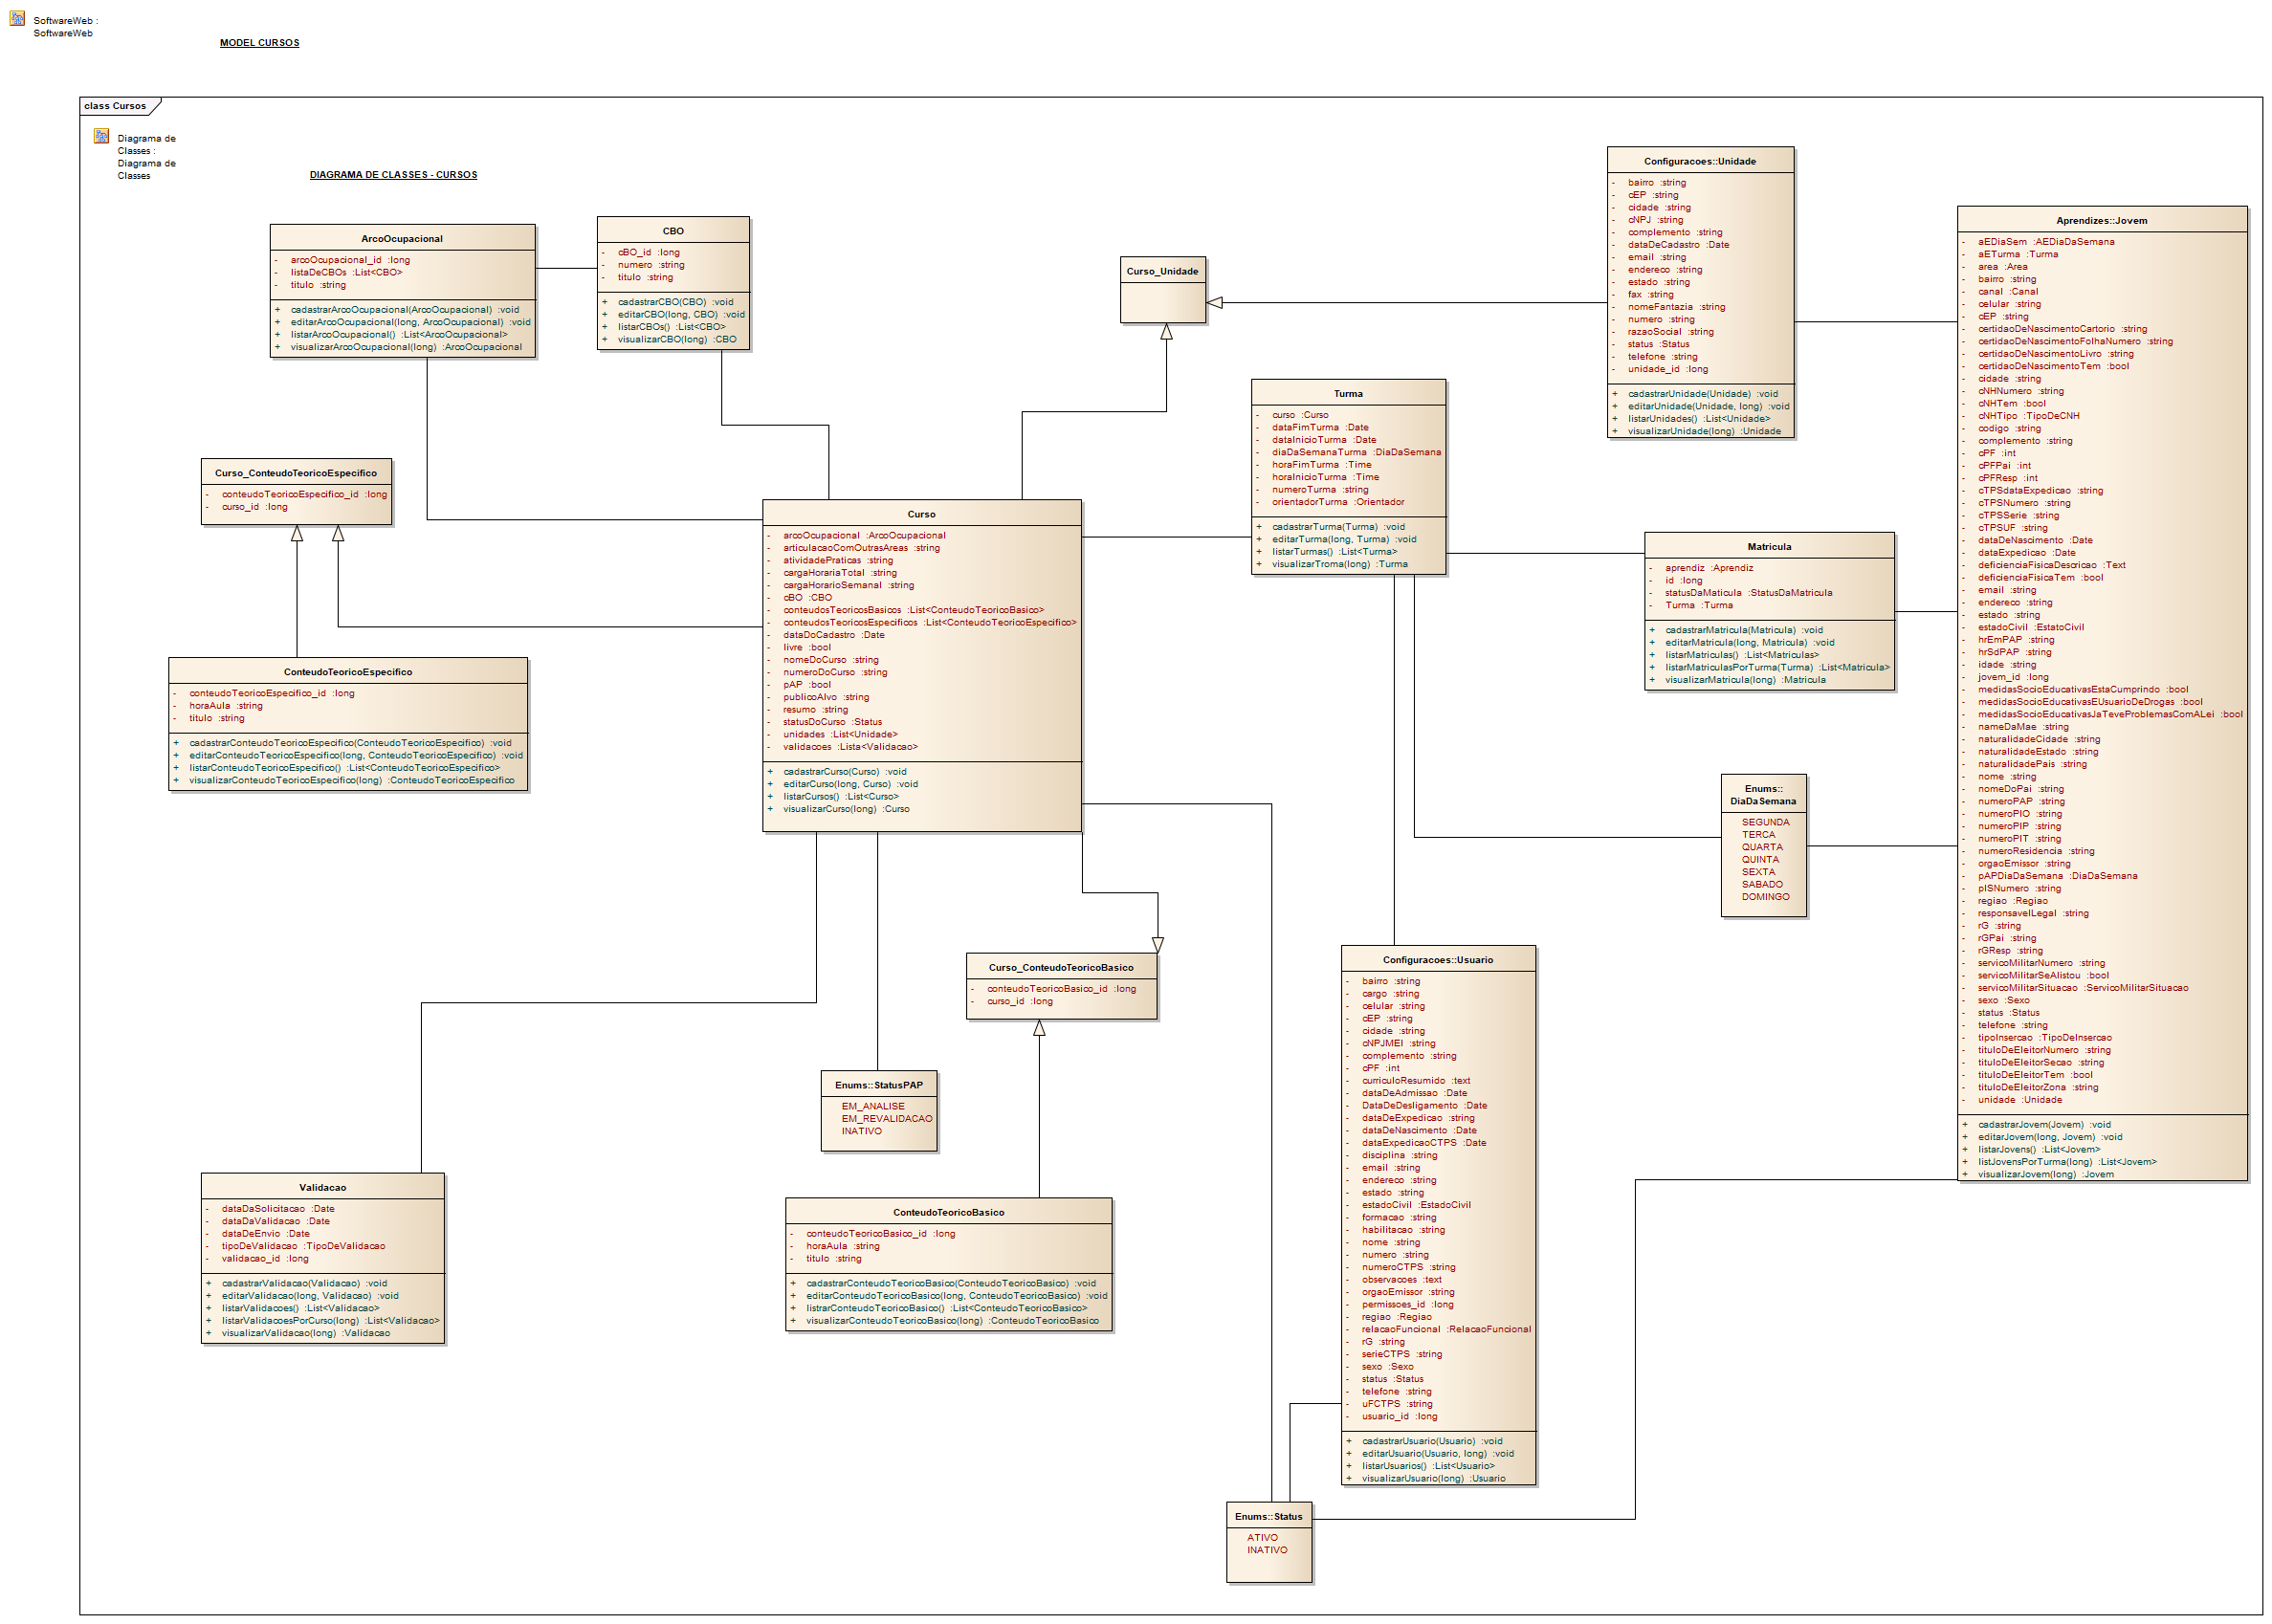 SoftwareWeb :
SoftwareWeb
MODEL CURSOS
class Cursos
Diagrama de
Classes :
Diagrama de
Classes
DIAGRAMA DE CLASSES - CURSOS
ArcoOcupacional
- arcoOcupacional_id :long
- listaDeCBOs :List<CBO>
- titulo :string
+ cadastrarArcoOcupacional(ArcoOcupacional) :void
+ editarArcoOcupacional(long, ArcoOcupacional) :void
+ listarArcoOcupacional() :List<ArcoOcupacional>
+ visualizarArcoOcupacional(long) :ArcoOcupacional
CBO
- cBO_id :long
- numero :string
- titulo :string
+ cadastrarCBO(CBO) :void
+ editarCBO(long, CBO) :void
+ listarCBOs() :List<CBO>
+ visualizarCBO(long) :CBO
Curso_Unidade
Configuracoes::Unidade
- bairro :string
- cEP :string
- cidade :string
- cNPJ :string
- complemento :string
- dataDeCadastro :Date
- email :string
- endereco :string
- estado :string
- fax :string
- nomeFantazia :string
- numero :string
- razaoSocial :string
- status :Status
- telefone :string
- unidade_id :long
+ cadastrarUnidade(Unidade) :void
+ editarUnidade(Unidade, long) :void
+ listarUnidades() :List<Unidade>
+ visualizarUnidade(long) :Unidade
Aprendizes::Jovem
- aEDiaSem :AEDiaDaSemana
- aETurma :Turma
- area :Area
- bairro :string
- canal :Canal
- celular :string
- cEP :string
- certidaoDeNascimentoCartorio :string
- certidaoDeNascimentoFolhaNumero :string
- certidaoDeNascimentoLivro :string
- certidaoDeNascimentoTem :bool
- cidade :string
- cNHNumero :string
- cNHTem :bool
- cNHTipo :TipoDeCNH
- codigo :string
- complemento :string
- cPF :int
- cPFPai :int
- cPFResp :int
- cTPSdataExpedicao :string
- cTPSNumero :string
- cTPSSerie :string
- cTPSUF :string
- dataDeNascimento :Date
- dataExpedicao :Date
- deficienciaFisicaDescricao :Text
- deficienciaFisicaTem :bool
- email :string
- endereco :string
- estado :string
- estadoCivil :EstatoCivil
- hrEmPAP :string
- hrSdPAP :string
- idade :string
- jovem_id :long
- medidasSocioEducativasEstaCumprindo :bool
- medidasSocioEducativasEUsuarioDeDrogas :bool
- medidasSocioEducativasJaTeveProblemasComALei :bool
- nameDaMae :string
- naturalidadeCidade :string
- naturalidadeEstado :string
- naturalidadePais :string
- nome :string
- nomeDoPai :string
- numeroPAP :string
- numeroPIO :string
- numeroPIP :string
- numeroPIT :string
- numeroResidencia :string
- orgaoEmissor :string
- pAPDiaDaSemana :DiaDaSemana
- pISNumero :string
- regiao :Regiao
- responsavelLegal :string
- rG :string
- rGPai :string
- rGResp :string
- servicoMilitarNumero :string
- servicoMilitarSeAlistou :bool
- servicoMilitarSituacao :ServicoMilitarSituacao
- sexo :Sexo
- status :Status
- telefone :string
- tipoInsercao :TipoDeInsercao
- tituloDeEleitorNumero :string
- tituloDeEleitorSecao :string
- tituloDeEleitorTem :bool
- tituloDeEleitorZona :string
- unidade :Unidade
+ cadastrarJovem(Jovem) :void
+ editarJovem(long, Jovem) :void
+ listarJovens() :List<Jovem>
+ listJovensPorTurma(long) :List<Jovem>
+ visualizarJovem(long) :Jovem
Turma
- curso :Curso
- dataFimTurma :Date
- dataInicioTurma :Date
- diaDaSemanaTurma :DiaDaSemana
- horaFimTurma :Time
- horaInicioTurma :Time
- numeroTurma :string
- orientadorTurma :Orientador
+ cadastrarTurma(Turma) :void
+ editarTurma(long, Turma) :void
+ listarTurmas() :List<Turma>
+ visualizarTroma(long) :Turma
Curso_ConteudoTeoricoEspecifico
- conteudoTeoricoEspecifico_id :long
- curso_id :long
Curso
- arcoOcupacional :ArcoOcupacional
- articulacaoComOutrasAreas :string
- atividadePraticas :string
- cargaHorariaTotal :string
- cargaHorarioSemanal :string
- cBO :CBO
- conteudosTeoricosBasicos :List<ConteudoTeoricoBasico>
- conteudosTeoricosEspecificos :List<ConteudoTeoricoEspecifico>
- dataDoCadastro :Date
- livre :bool
- nomeDoCurso :string
- numeroDoCurso :string
- pAP :bool
- publicoAlvo :string
- resumo :string
- statusDoCurso :Status
- unidades :List<Unidade>
- validacoes :Lista<Validacao>
+ cadastrarCurso(Curso) :void
+ editarCurso(long, Curso) :void
+ listarCursos() :List<Curso>
+ visualizarCurso(long) :Curso
Matricula
- aprendiz :Aprendiz
- id :long
- statusDaMaticula :StatusDaMatricula
- Turma :Turma
+ cadastrarMatricula(Matricula) :void
+ editarMatricula(long, Matricula) :void
+ listarMatriculas() :List<Matriculas>
+ listarMatriculasPorTurma(Turma) :List<Matricula>
+ visualizarMatricula(long) :Matricula
ConteudoTeoricoEspecifico
- conteudoTeoricoEspecifico_id :long
- horaAula :string
- titulo :string
+ cadastrarConteudoTeoricoEspecifico(ConteudoTeoricoEspecifico) :void
+ editarConteudoTeoricoEspecifico(long, ConteudoTeoricoEspecifico) :void
+ listarConteudoTeoricoEspecifico() :List<ConteudoTeoricoEspecifico>
+ visualizarConteudoTeoricoEspecifico(long) :ConteudoTeoricoEspecifico
Enums::
DiaDaSemana
SEGUNDA
TERCA
QUARTA
QUINTA
SEXTA
SABADO
DOMINGO
Curso_ConteudoTeoricoBasico
- conteudoTeoricoBasico_id :long
- curso_id :long
Configuracoes::Usuario
- bairro :string
- cargo :string
- celular :string
- cEP :string
- cidade :string
- cNPJMEI :string
- complemento :string
- cPF :int
- curriculoResumido :text
- dataDeAdmissao :Date
- DataDeDesligamento :Date
- dataDeExpedicao :string
- dataDeNascimento :Date
- dataExpedicaoCTPS :Date
- disciplina :string
- email :string
- endereco :string
- estado :string
- estadoCivil :EstadoCivil
- formacao :string
- habilitacao :string
- nome :string
- numero :string
- numeroCTPS :string
- observacoes :text
- orgaoEmissor :string
- permissoes_id :long
- regiao :Regiao
- relacaoFuncional :RelacaoFuncional
- rG :string
- serieCTPS :string
- sexo :Sexo
- status :Status
- telefone :string
- uFCTPS :string
- usuario_id :long
+ cadastrarUsuario(Usuario) :void
+ editarUsuario(Usuario, long) :void
+ listarUsuarios() :List<Usuario>
+ visualizarUsuario(long) :Usuario
Enums::StatusPAP
EM_ANALISE
EM_REVALIDACAO
INATIVO
Validacao
- dataDaSolicitacao :Date
- dataDaValidacao :Date
- dataDeEnvio :Date
- tipoDeValidacao :TipoDeValidacao
- validacao_id :long
+ cadastrarValidacao(Validacao) :void
+ editarValidacao(long, Validacao) :void
+ listarValidacoes() :List<Validacao>
+ listarValidacoesPorCurso(long) :List<Validacao>
+ visualizarValidacao(long) :Validacao
ConteudoTeoricoBasico
- conteudoTeoricoBasico_id :long
- horaAula :string
- titulo :string
+ cadastrarConteudoTeoricoBasico(ConteudoTeoricoBasico) :void
+ editarConteudoTeoricoBasico(long, ConteudoTeoricoBasico) :void
+ listrarConteudoTeoricoBasico() :List<ConteudoTeoricoBasico>
+ visualizarConteudoTeoricoBasico(long) :ConteudoTeoricoBasico
Enums::Status
ATIVO
INATIVO